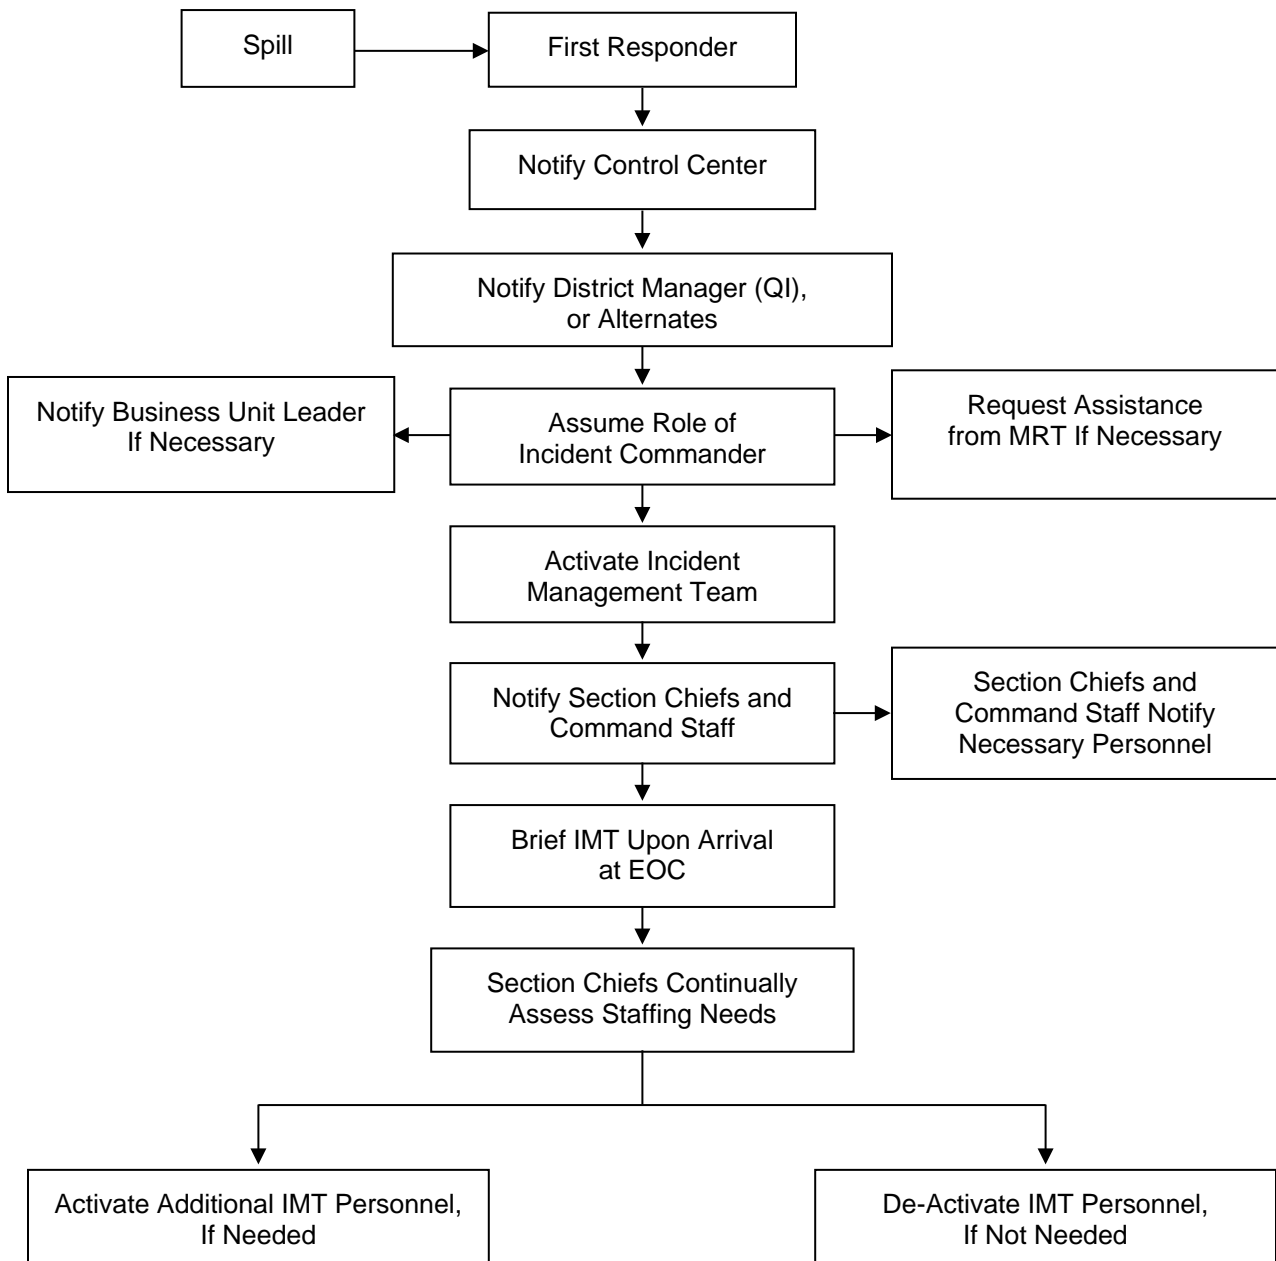 Spill
First Responder
Notify Control Center
Notify District Manager (QI),
or Alternates
Notify Business Unit Leader
If Necessary
Assume Role of
Incident Commander
Request Assistance
from MRT If Necessary
Activate Incident
Management Team
Notify Section Chiefs and
Command Staff
Section Chiefs and
Command Staff Notify
Necessary Personnel
Brief IMT Upon Arrival
at EOC
Section Chiefs Continually
Assess Staffing Needs
Activate Additional IMT Personnel,
If Needed
De-Activate IMT Personnel,
If Not Needed